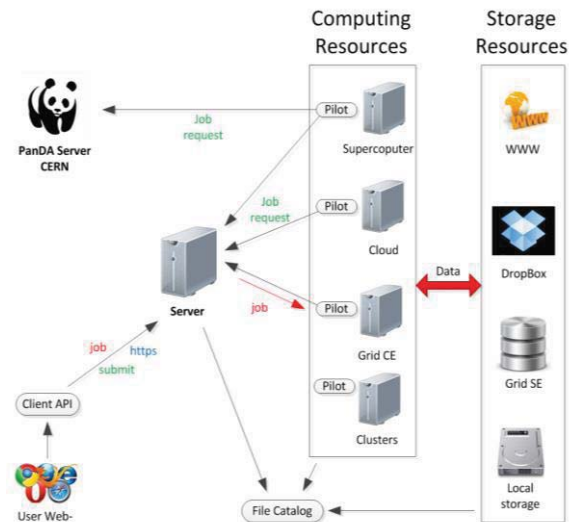 Computing
Resources
Storage
Resources
Pilot
Supercoputer
WWW
WWW
PanDA Server
CERN
Job
request
Pilot
Cloud
Job
request
DropBox
Data
Server
job
Pilot
Grid CE
Grid SE
job
https
submit
Pilot
Clusters
Client API
Local
storage
User Web-
File Catalog